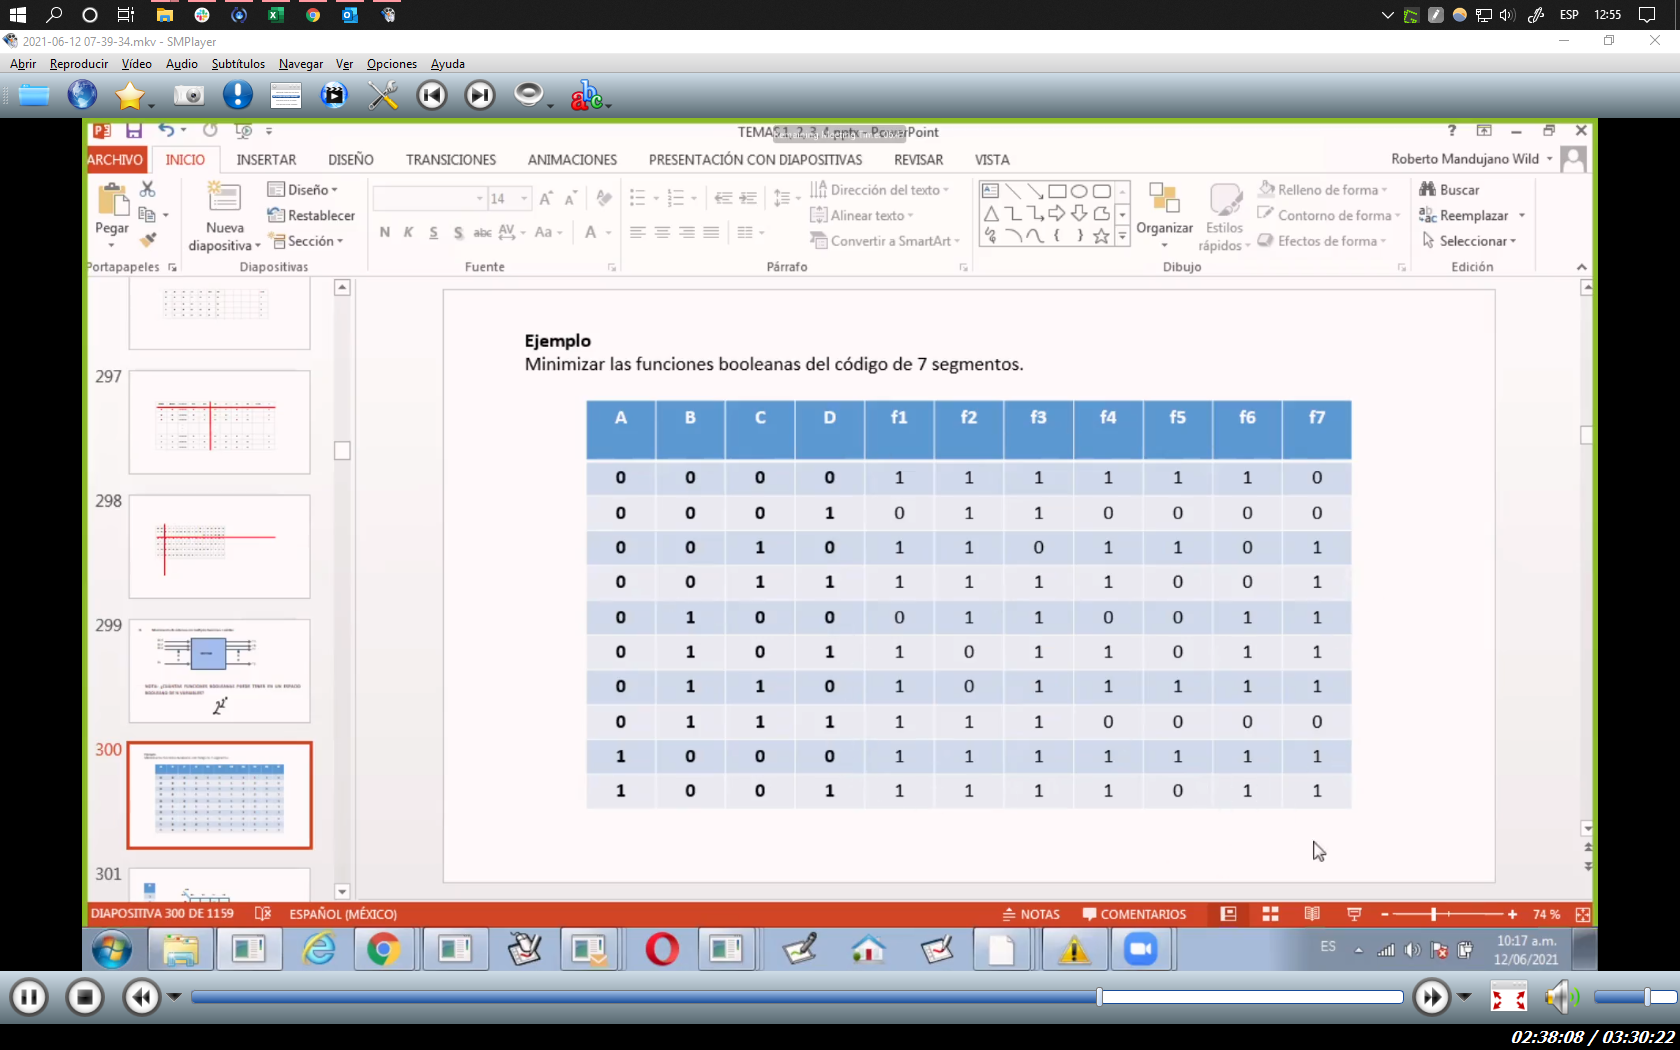 ESP 12:55
2021-06-12 07-39-34.mkv - SMPlayer
Abrir Reproducir Vídeo Audio Subtítulos Navegar Ver Opciones Ayuda
abc
PowerPoint
ARCHIVO INICIO INSERTAR DISEÑO TRANSICIONES ANIMACIONES PRESENTACIÓN CON DIAPOSITIVAS REVISAR VISTA Roberto Mandujano Wild
Pegar
Nueva diapositiva
Diseño
Restablecer
Sección
14
N K S S abc AV Aa A
Dirección del texto
Alinear texto
Convertir a SmartArt
Organizar
Estilos rápidos
Relleno de forma
Contorno de forma
Efectos de forma
Buscar
Reemplazar
Seleccionar
Portapapeles Diapositivas Fuente Párrafo Dibujo Edición
297
298
299
300
301
Ejemplo
Minimizar las funciones booleanas del código de 7 segmentos.
A B C D f1 f2 f3 f4 f5 f6 f7
0 0 0 0 1 1 1 1 1 1 0
0 0 0 1 0 1 1 0 0 0 0
0 0 1 0 1 1 0 1 1 0 1
0 0 1 1 1 1 1 1 0 0 1
0 1 0 0 0 1 1 0 0 1 1
0 1 0 1 1 0 1 1 0 1 1
0 1 1 0 1 0 1 1 1 1 1
0 1 1 1 1 1 1 0 0 0 0
1 0 0 0 1 1 1 1 1 1 1
1 0 0 1 1 1 1 1 0 1 1
DIAPOSITIVA 300 DE 1159 ESPAÑOL (MÉXICO) NOTAS COMENTARIOS 74 %
ES 10:17 a.m.
12/06/2021
02:38:08 / 03:30:22